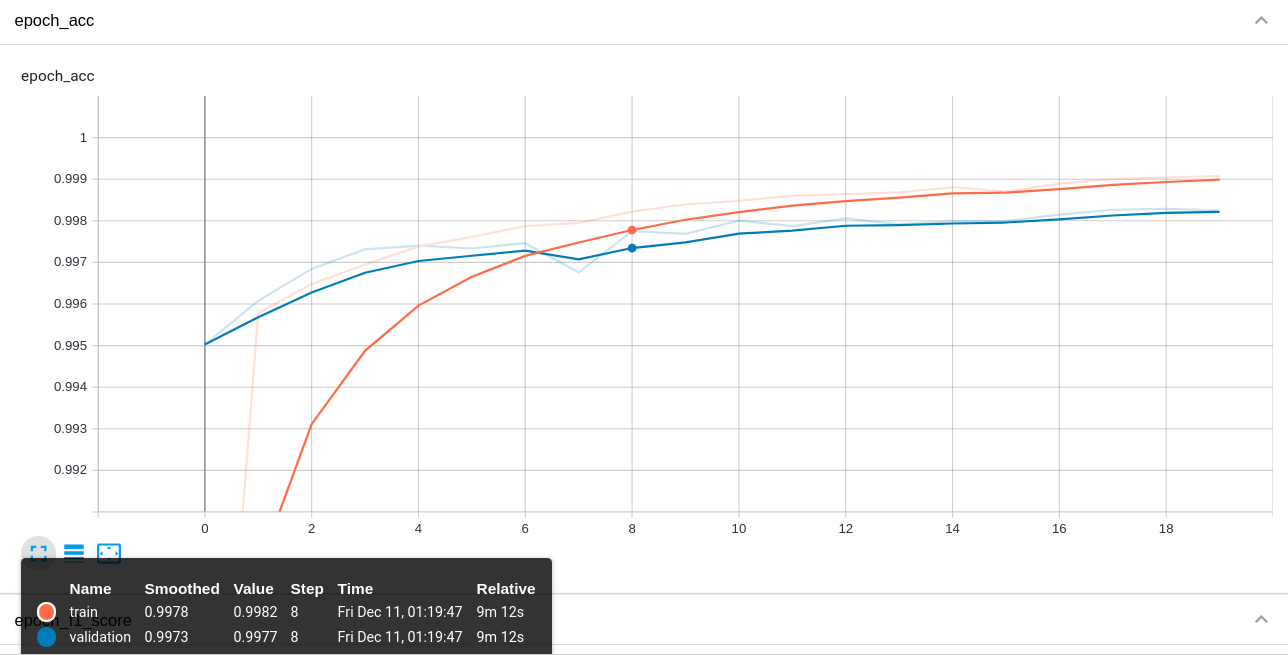 epoch_acc
epoch_acc
1
0.999
0.998
0.997
0.996
0.995
0.994
0.993
0.992
0 2 4 6 8 10 12 14 16 18
Name Smoothed Value Step Time Relative
train 0.9978 0.9982 8 Fri Dec 11, 01:19:47 9m 12s
epoch_f1_score
validation 0.9973 0.9977 8 Fri Dec 11, 01:19:47 9m 12s